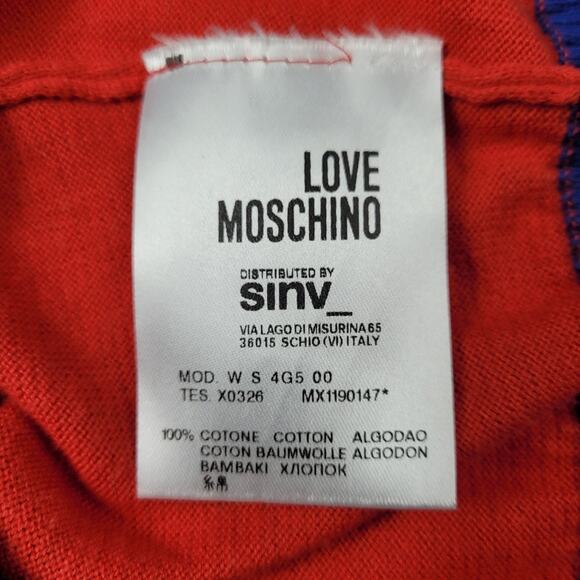 LOVE
MOSCHINO
DISTRIBUTED BY
sinv_
VIA LAGO DI MISURINA 65
36015 SCHIO (VI) ITALY
MOD. W S 4G5 00
TES. X0326 MX1190147*
100% COTONE COTTON ALGODAO
COTON BAUMWOLLE ALGODON
BAMBAKI ХЛОПОК